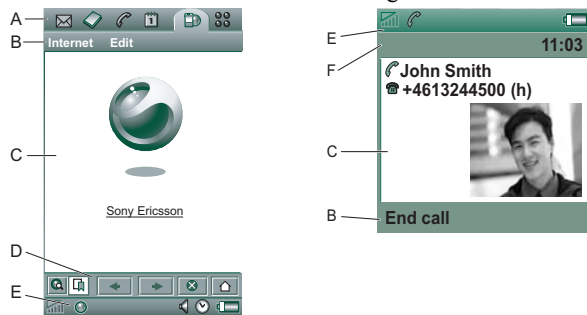 A
B
Internet Edit
C
Sony Ericsson
D
E
E
F
11:03
John Smith
+4613244500 (h)
C
B
End call